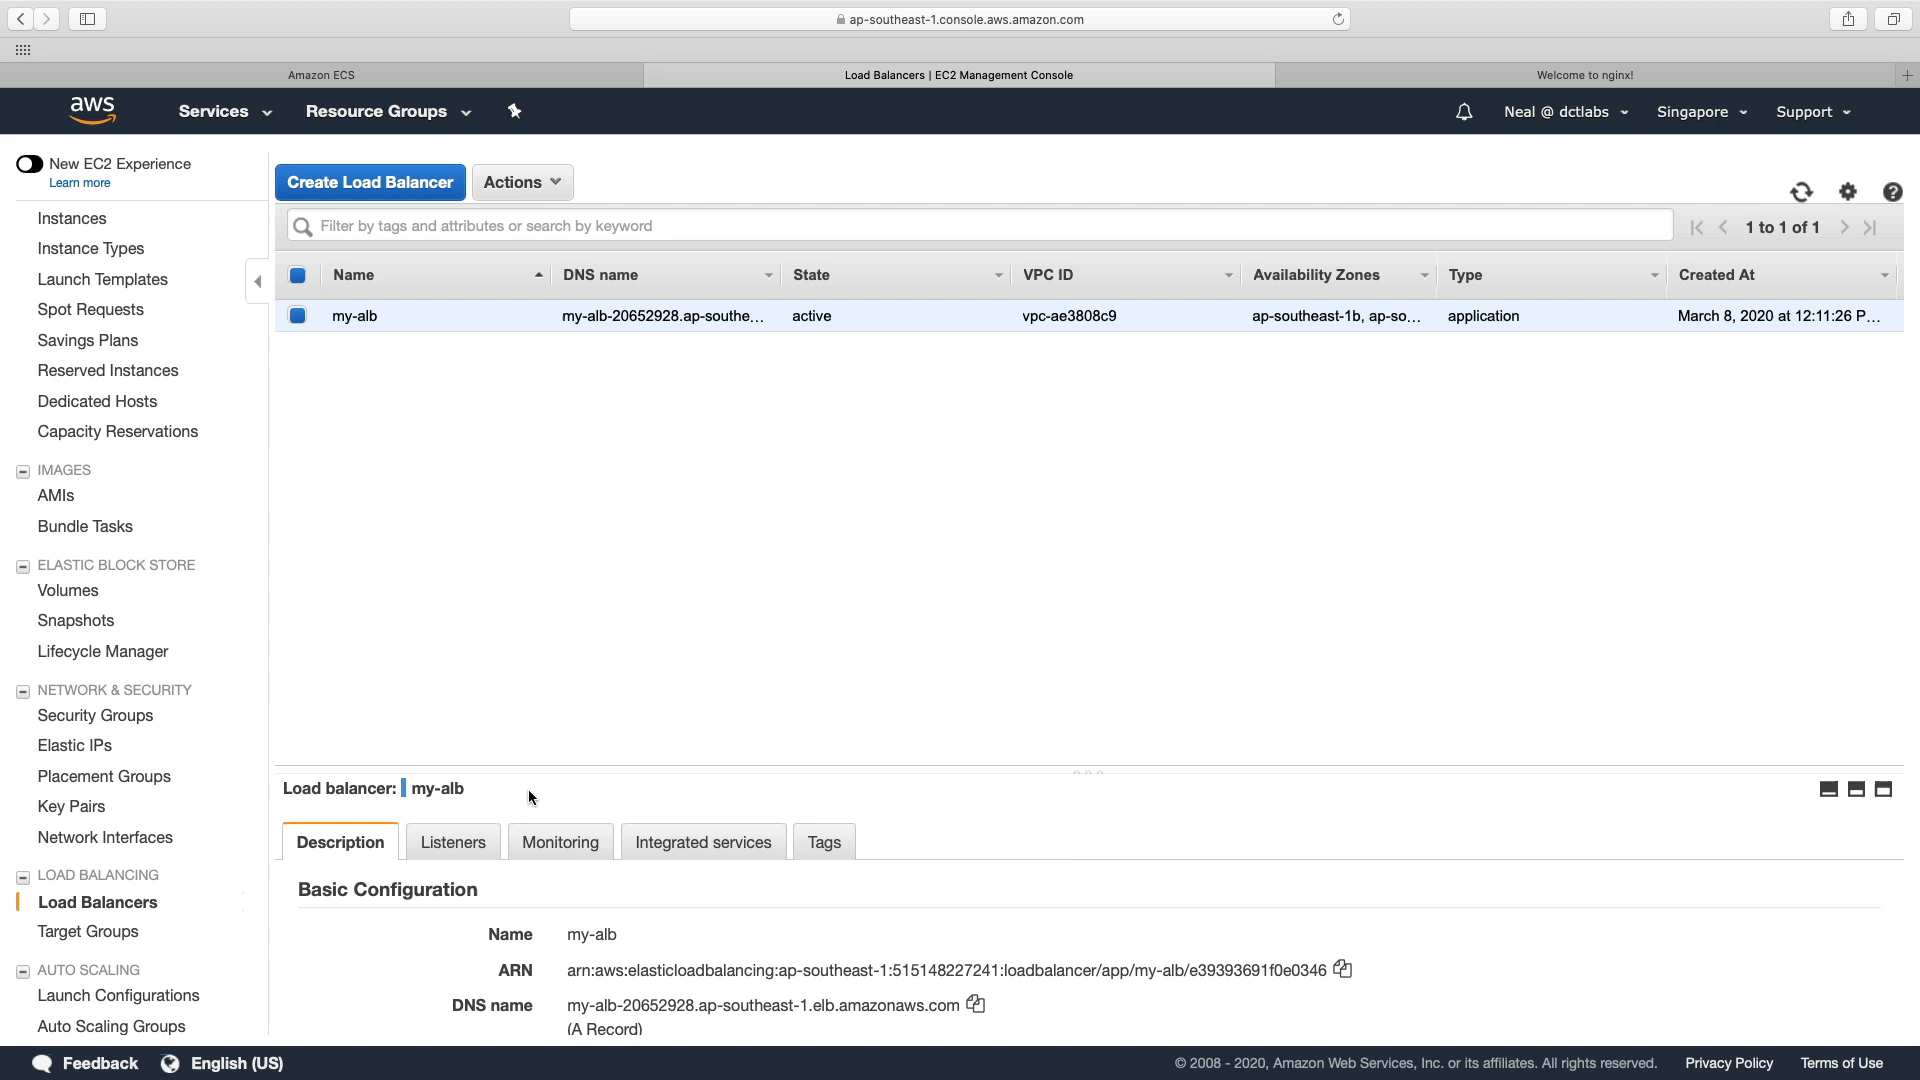 ap-southeast-1.console.aws.amazon.com
Amazon ECS
Load Balancers | EC2 Management Console
Welcome to nginx!
aws
Services
Resource Groups
Neal @ dctlabs
Singapore
Support
New EC2 Experience
Learn more
Instances
Instance Types
Launch Templates
Spot Requests
Savings Plans
Reserved Instances
Dedicated Hosts
Capacity Reservations
IMAGES
AMIs
Bundle Tasks
ELASTIC BLOCK STORE
Volumes
Snapshots
Lifecycle Manager
NETWORK & SECURITY
Security Groups
Elastic IPs
Placement Groups
Key Pairs
Network Interfaces
LOAD BALANCING
Load Balancers
Target Groups
AUTO SCALING
Launch Configurations
Auto Scaling Groups
Create Load Balancer
Actions
Filter by tags and attributes or search by keyword
1 to 1 of 1
Name DNS name State VPC ID Availability Zones Type Created At
my-alb my-alb-20652928.ap-southe... active vpc-ae3808c9 ap-southeast-1b, ap-so... application March 8, 2020 at 12:11:26 P...
Load balancer: my-alb
Description Listeners Monitoring Integrated services Tags
Basic Configuration
Name my-alb
ARN arn:aws:elasticloadbalancing:ap-southeast-1:515148227241:loadbalancer/app/my-alb/e39393691f0e0346
DNS name my-alb-20652928.ap-southeast-1.elb.amazonaws.com
(A Record)
Feedback
English (US)
© 2008 - 2020, Amazon Web Services, Inc. or its affiliates. All rights reserved.
Privacy Policy
Terms of Use